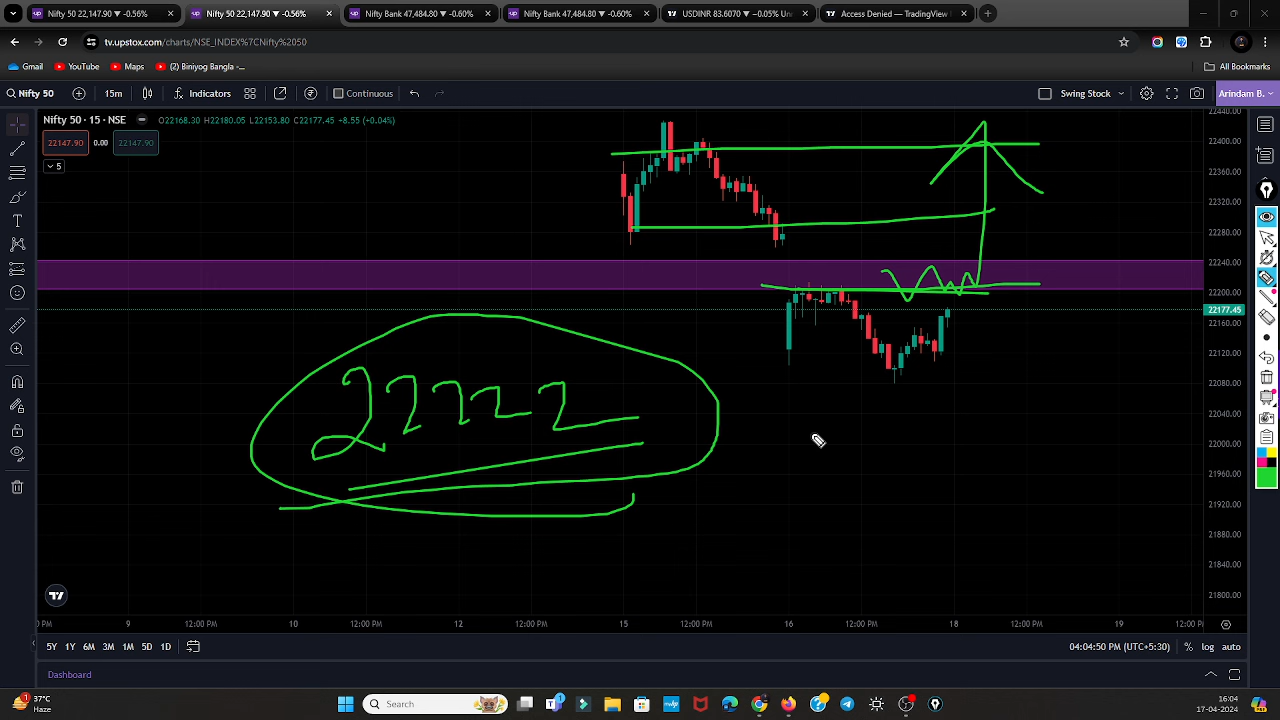 Nifty 50 22,147.90 ▼ −0.56%
Nifty 50 22,147.90 ▼ −0.56%
Nifty Bank 47,484.80 ▼ −0.60%
Nifty Bank 47,484.80 ▼ −0.60%
USDINR 83.6070 ▼ −0.05% Un
Access Denied — TradingView
tv.upstox.com/charts/NSE_INDEX%7CNifty%2050
Gmail YouTube Maps (2) Biniyog Bangla -...
All Bookmarks
Nifty 50 15m Indicators Continuous Swing Stock Arindam B.
Nifty 50 · 15 · NSE O22168.30 H22180.05 L22153.80 C22177.45 +8.55 (+0.04%)
22147.90 0.00 22147.90
5
22440.00
22400.00
22360.00
22320.00
22280.00
22240.00
22200.00
22177.45
22160.00
22120.00
22080.00
22040.00
22000.00
21960.00
21920.00
21880.00
21840.00
21800.00
22222
PM 9 12:00 PM 10 12:00 PM 12 12:00 PM 15 12:00 PM 16 12:00 PM 18 12:00 PM 19 12:00 P
5Y 1Y 6M 3M 1M 5D 1D
04:04:50 PM (UTC+5:30) % log auto
Dashboard
1
37°C
Haze
Search
1
16:04
17-04-2024